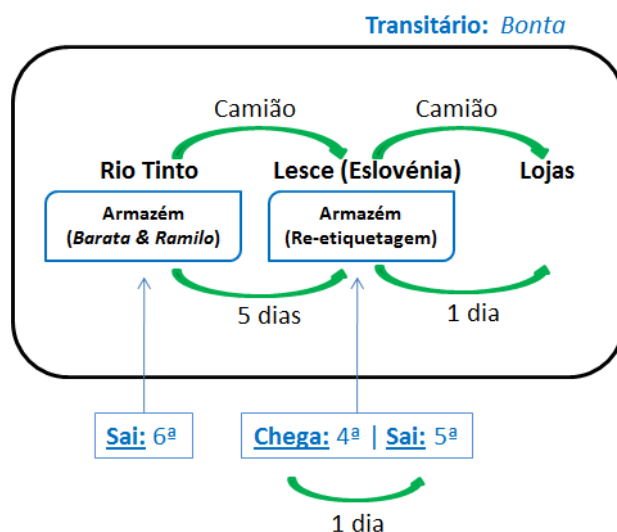 Transitário: Bonta
Camião Camião
Rio Tinto Lesce (Eslovénia) Lojas
Armazém
(Barata & Ramilo)
Armazém
(Re-etiquetagem)
5 dias 1 dia
Sai: 6ª
Chega: 4ª | Sai: 5ª
1 dia